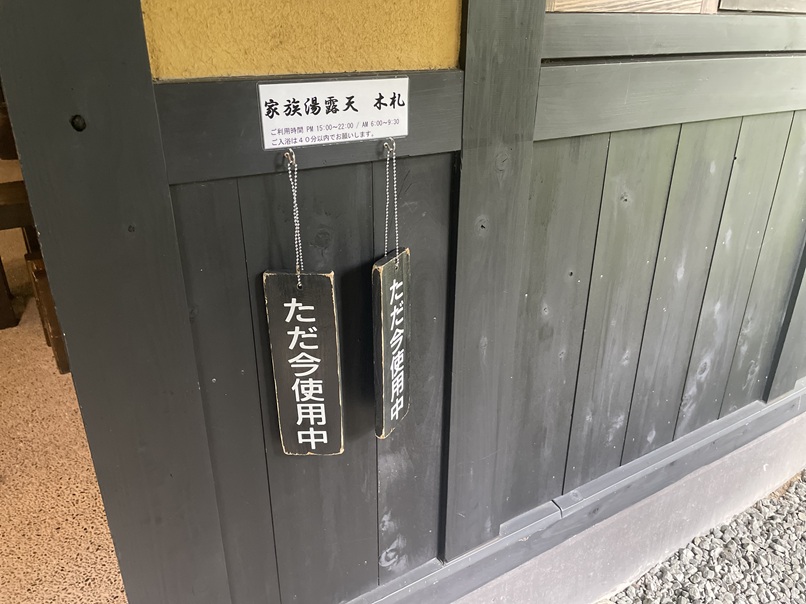 家族湯露天 木札
ご利用時間 PM 15:00～22:00 / AM 6:00～9:30
ご入浴は４０分以内でお願いします。
ただ今使用中
ただ今使用中